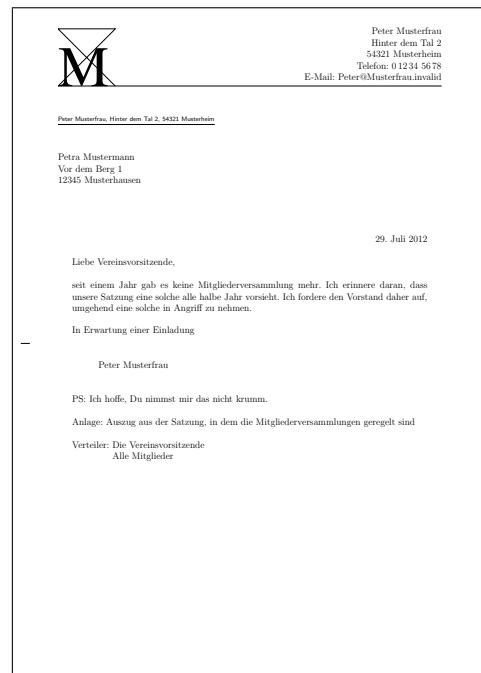 M
Peter Musterfrau
Hinter dem Tal 2
54321 Musterheim
Telefon: 0 12 34 56 78
E-Mail: Peter@Musterfrau.invalid
Peter Musterfrau, Hinter dem Tal 2, 54321 Musterheim
Petra Mustermann
Vor dem Berg 1
12345 Musterhausen
29. Juli 2012
Liebe Vereinsvorsitzende,
seit einem Jahr gab es keine Mitgliederversammlung mehr. Ich erinnere daran, dass
unsere Satzung eine solche alle halbe Jahr vorsieht. Ich fordere den Vorstand daher auf,
umgehend eine solche in Angriff zu nehmen.
In Erwartung einer Einladung
Peter Musterfrau
PS: Ich hoffe, Du nimmst mir das nicht krumm.
Anlage: Auszug aus der Satzung, in dem die Mitgliederversammlungen geregelt sind
Verteiler: Die Vereinsvorsitzende
Alle Mitglieder